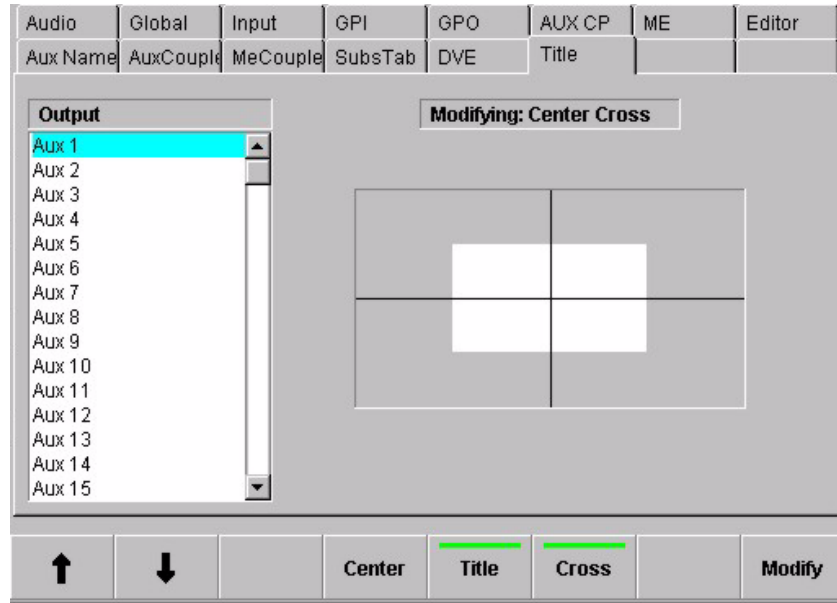 Audio Global Input GPI GPO AUX CP ME Editor
Aux Name AuxCouple MeCouple SubsTab DVE Title
Output
Modifying: Center Cross
Aux 1
Aux 2
Aux 3
Aux 4
Aux 5
Aux 6
Aux 7
Aux 8
Aux 9
Aux 10
Aux 11
Aux 12
Aux 13
Aux 14
Aux 15
Center Title Cross Modify